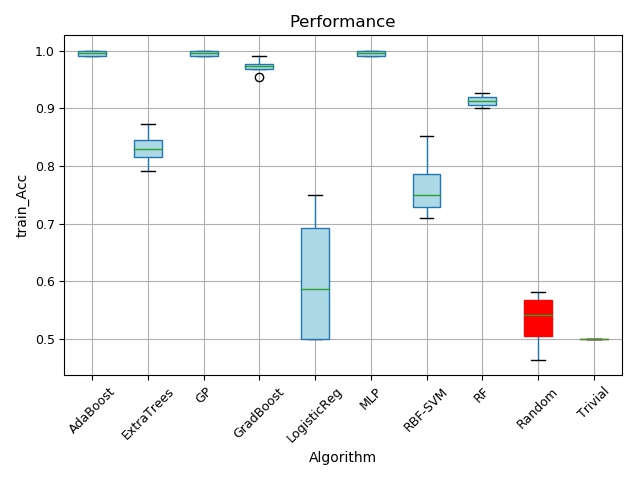 Performance
train_Acc
1.0
0.9
0.8
0.7
0.6
0.5
AdaBoost
ExtraTrees
GP
GradBoost
LogisticReg
MLP
RBF-SVM
RF
Random
Trivial
Algorithm